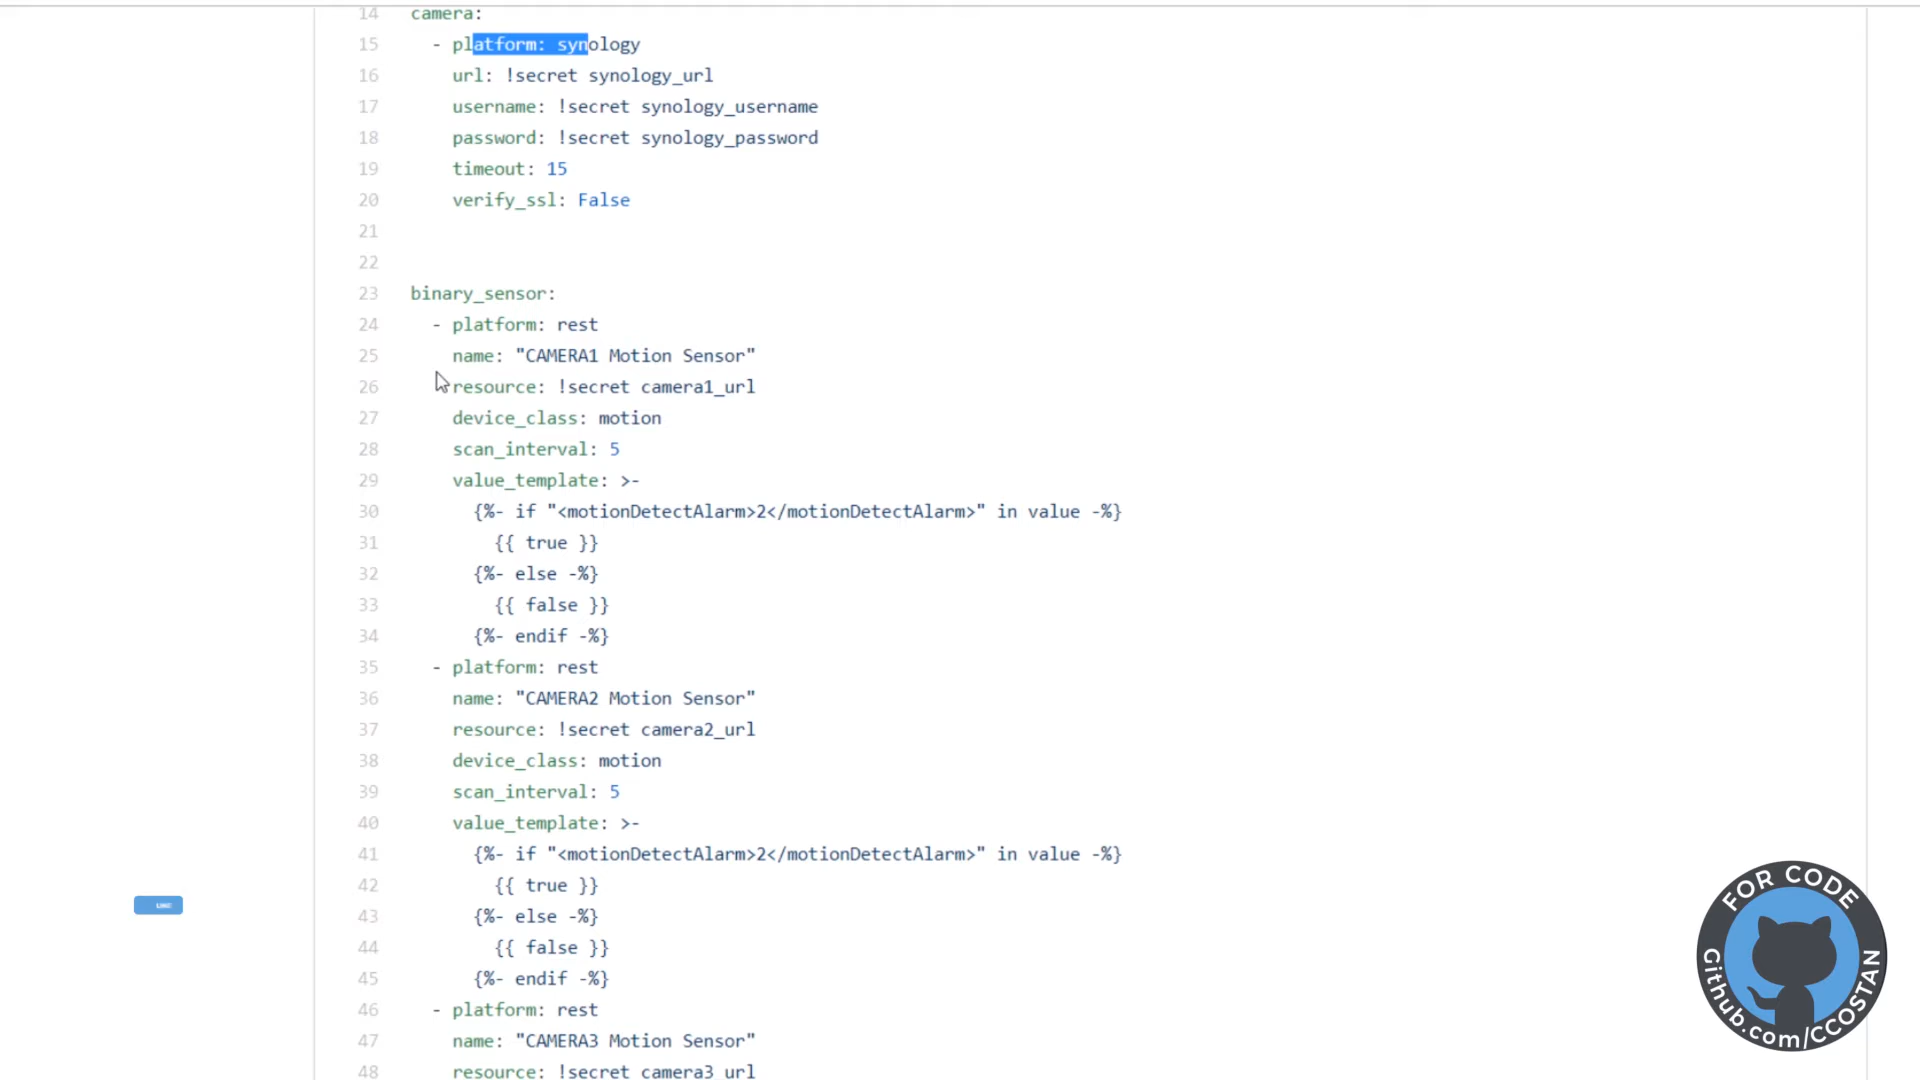 14 camera:
15 - platform: synology
16 url: !secret synology_url
17 username: !secret synology_username
18 password: !secret synology_password
19 timeout: 15
20 verify_ssl: False
21
22
23 binary_sensor:
24 - platform: rest
25 name: "CAMERA1 Motion Sensor"
26 resource: !secret camera1_url
27 device_class: motion
28 scan_interval: 5
29 value_template: >-
30 {%- if "<motionDetectAlarm>2</motionDetectAlarm>" in value -%}
31 {{ true }}
32 {%- else -%}
33 {{ false }}
34 {%- endif -%}
35 - platform: rest
36 name: "CAMERA2 Motion Sensor"
37 resource: !secret camera2_url
38 device_class: motion
39 scan_interval: 5
40 value_template: >-
41 {%- if "<motionDetectAlarm>2</motionDetectAlarm>" in value -%}
42 {{ true }}
43 {%- else -%}
44 {{ false }}
45 {%- endif -%}
46 - platform: rest
47 name: "CAMERA3 Motion Sensor"
48 resource: !secret camera3_url
FOR CODE
Github.com/CCOSTAN